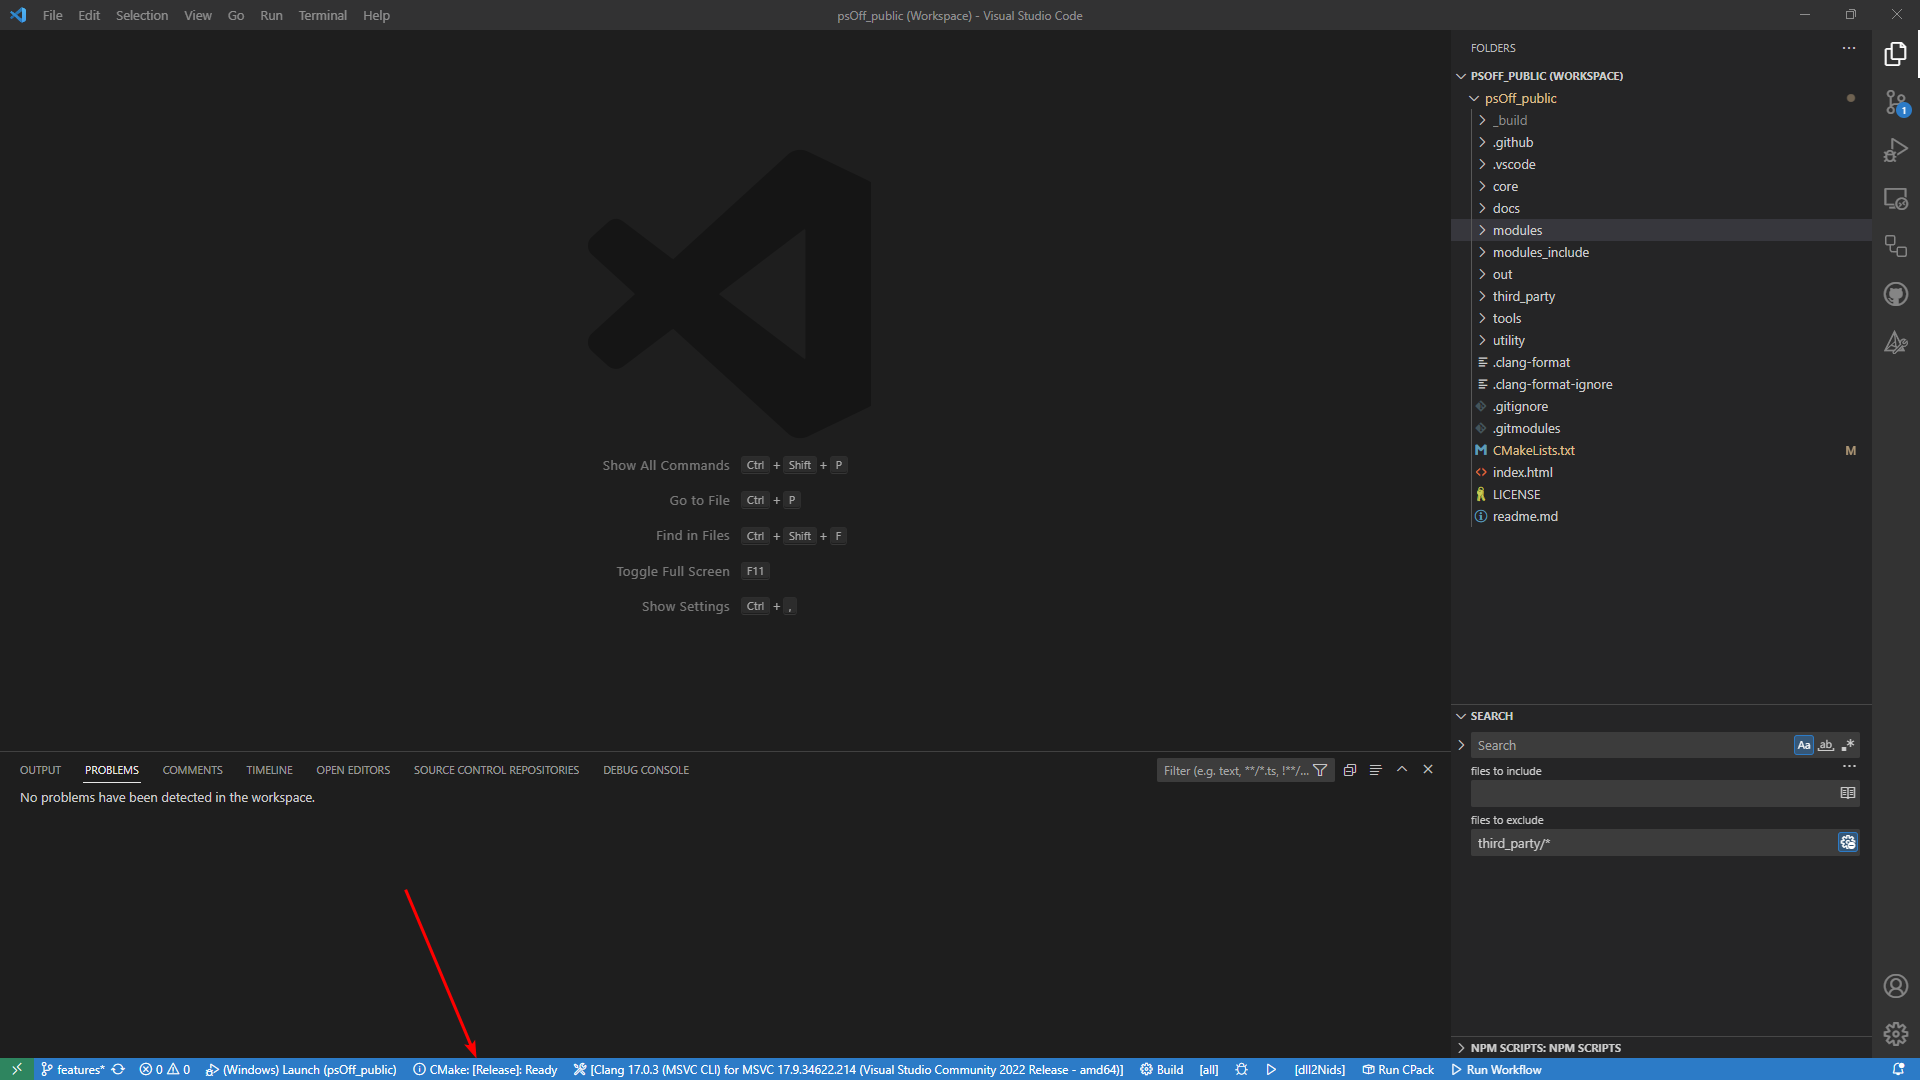 File Edit Selection View Go Run Terminal Help
psOff_public (Workspace) - Visual Studio Code
Show All Commands Ctrl + Shift + P
Go to File Ctrl + P
Find in Files Ctrl + Shift + F
Toggle Full Screen F11
Show Settings Ctrl + ,
FOLDERS
PSOFF_PUBLIC (WORKSPACE)
psOff_public
_build
.github
.vscode
core
docs
modules
modules_include
out
third_party
tools
utility
.clang-format
.clang-format-ignore
.gitignore
.gitmodules
CMakeLists.txt M
index.html
LICENSE
readme.md
1
SEARCH
Search Aa ab .*
files to include
files to exclude
third_party/*
NPM SCRIPTS: NPM SCRIPTS
OUTPUT PROBLEMS COMMENTS TIMELINE OPEN EDITORS SOURCE CONTROL REPOSITORIES DEBUG CONSOLE Filter (e.g. text, **/*.ts, !**/...
No problems have been detected in the workspace.
features* 0 0 (Windows) Launch (psOff_public) CMake: [Release]: Ready [Clang 17.0.3 (MSVC CLI) for MSVC 17.9.34622.214 (Visual Studio Community 2022 Release - amd64)] Build [all] [dll2Nids] Run CPack Run Workflow